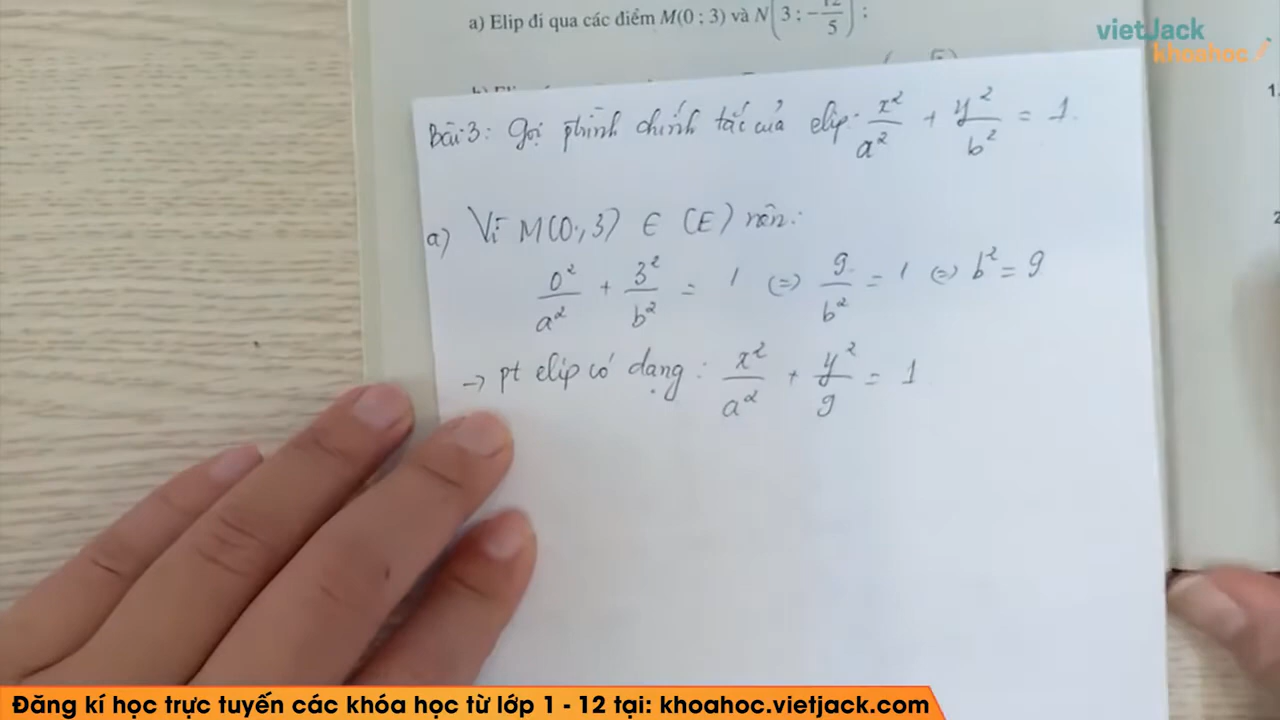 a) Elip đi qua các điểm M(0 ; 3) và N(3 ; -12/5) ;
vietJack
khoahoc
Bài 3: Gọi ptrình chính tắc của elip: x²/a² + y²/b² = 1.
a) Vì M(0; 3) ∈ (E) nên:
0²/a² + 3²/b² = 1 (=) 9/b² = 1 (=) b² = 9
→ pt elip có dạng: x²/a² + y²/9 = 1
Đăng kí học trực tuyến các khóa học từ lớp 1 - 12 tại: khoahoc.vietjack.com